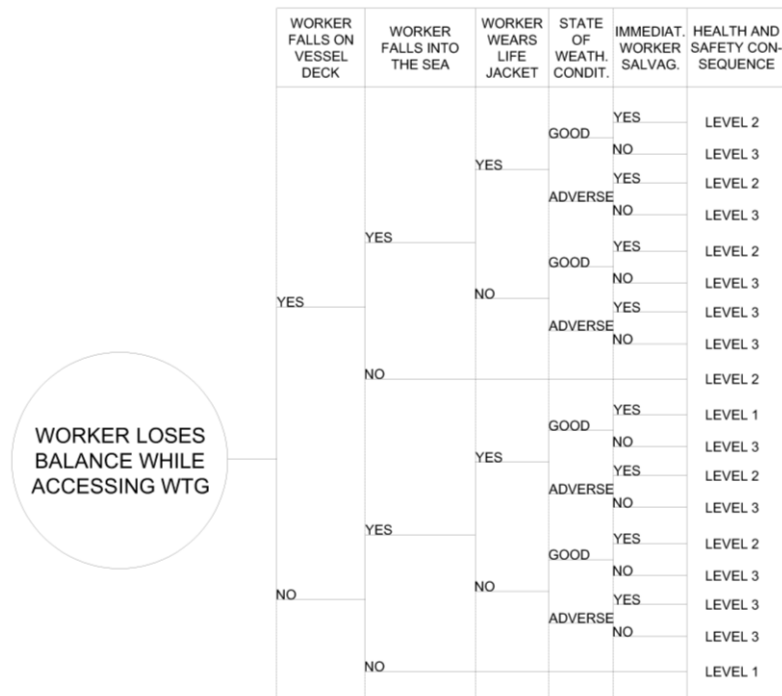 WORKER
FALLS ON
VESSEL
DECK
WORKER
FALLS INTO
THE SEA
WORKER
WEARS
LIFE
JACKET
STATE
OF
WEATH.
CONDIT.
IMMEDIAT.
WORKER
SALVAG.
HEALTH AND
SAFETY CON-
SEQUENCE
YES LEVEL 2
GOOD
NO LEVEL 3
YES
YES LEVEL 2
ADVERSE
NO LEVEL 3
YES
YES LEVEL 2
GOOD
NO LEVEL 3
NO
YES
YES LEVEL 3
ADVERSE
NO LEVEL 3
NO LEVEL 2
YES LEVEL 1
GOOD
WORKER LOSES
BALANCE WHILE
ACCESSING WTG
NO LEVEL 3
YES
YES LEVEL 2
ADVERSE
NO LEVEL 3
YES
YES LEVEL 2
GOOD
NO LEVEL 3
NO
NO
YES LEVEL 3
ADVERSE
NO LEVEL 3
NO LEVEL 1